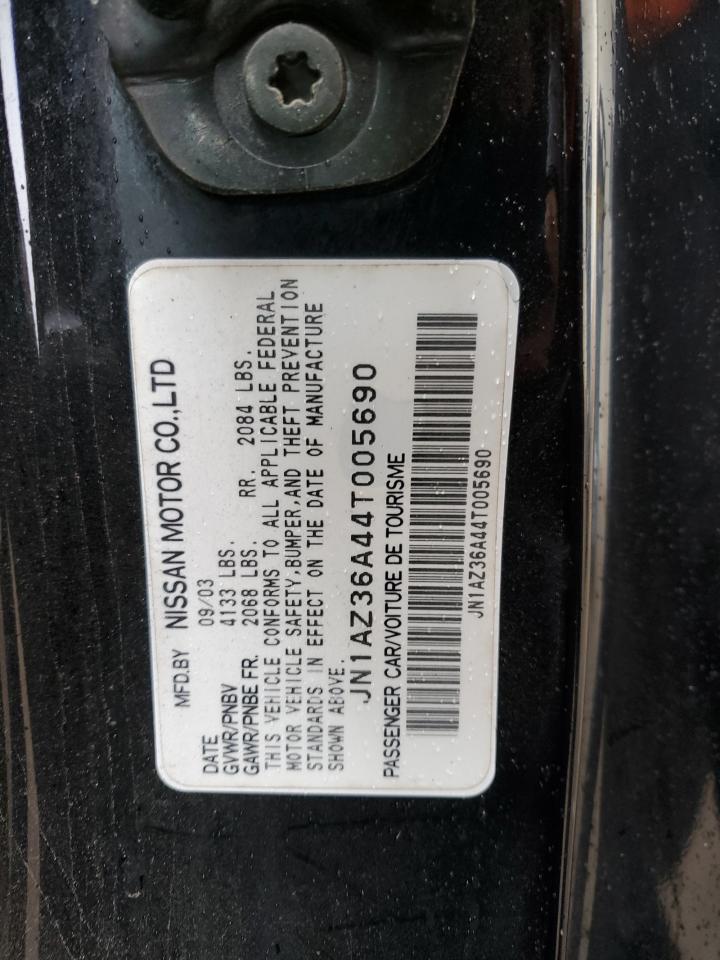 MFD.BY NISSAN MOTOR CO.,LTD
DATE 09/03
GVWR/PNBV 4133 LBS.
GAWR/PNBE FR. 2068 LBS. RR. 2084 LBS.
THIS VEHICLE CONFORMS TO ALL APPLICABLE FEDERAL
MOTOR VEHICLE SAFETY,BUMPER,AND THEFT PREVENTION
STANDARDS IN EFFECT ON THE DATE OF MANUFACTURE
SHOWN ABOVE.
JN1AZ36A44T005690
PASSENGER CAR/VOITURE DE TOURISME
JN1AZ36A44T005690